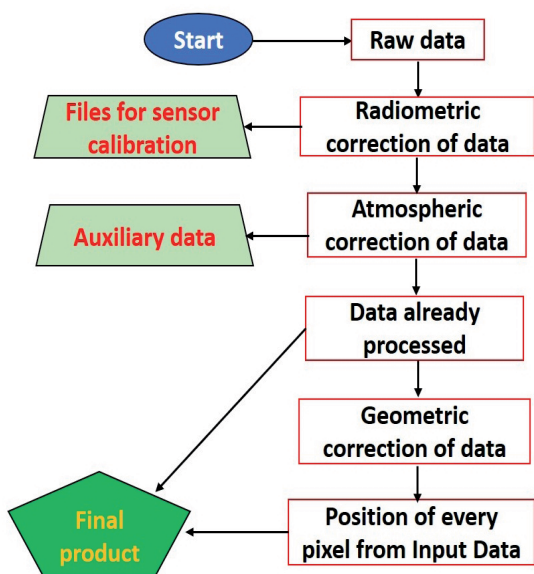 Start
Raw data
Files for sensor
calibration
Radiometric
correction of data
Auxiliary data
Atmospheric
correction of data
Data already
processed
Geometric
correction of data
Final
product
Position of every
pixel from Input Data